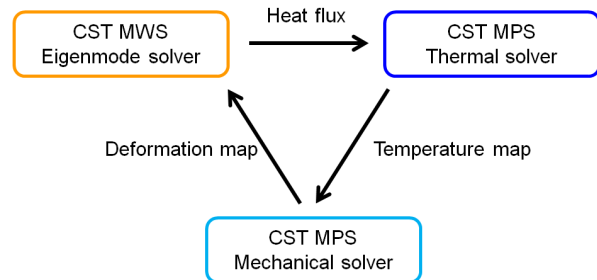 Heat flux
CST MWS
Eigenmode solver
CST MPS
Thermal solver
Deformation map
Temperature map
CST MPS
Mechanical solver